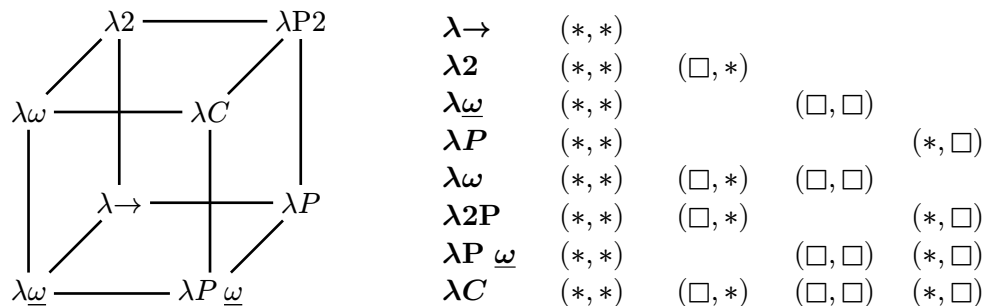 λ2 λP2
λω λC
λ→ λP
λω̲ λP ω̲
λ→ (∗, ∗)
λ2 (∗, ∗) (□, ∗)
λω̲ (∗, ∗) (□, □)
λP (∗, ∗) (∗, □)
λω (∗, ∗) (□, ∗) (□, □)
λ2P (∗, ∗) (□, ∗) (∗, □)
λP ω̲ (∗, ∗) (□, □) (∗, □)
λC (∗, ∗) (□, ∗) (□, □) (∗, □)